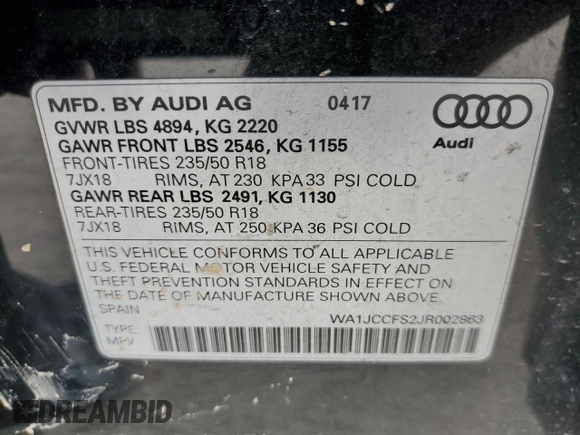 MFD. BY AUDI AG 0417
GVWR LBS 4894, KG 2220
GAWR FRONT LBS 2546, KG 1155
FRONT-TIRES 235/50 R18
7JX18 RIMS, AT 230 KPA 33 PSI COLD
GAWR REAR LBS 2491, KG 1130
REAR-TIRES 235/50 R18
7JX18 RIMS, AT 250 KPA 36 PSI COLD
Audi
THIS VEHICLE CONFORMS TO ALL APPLICABLE
U.S. FEDERAL MOTOR VEHICLE SAFETY AND
THEFT PREVENTION STANDARDS IN EFFECT ON
THE DATE OF MANUFACTURE SHOWN ABOVE.
SPAIN
WA1JCCFS2JR002863
TYPE:
MPV
DREAMBID